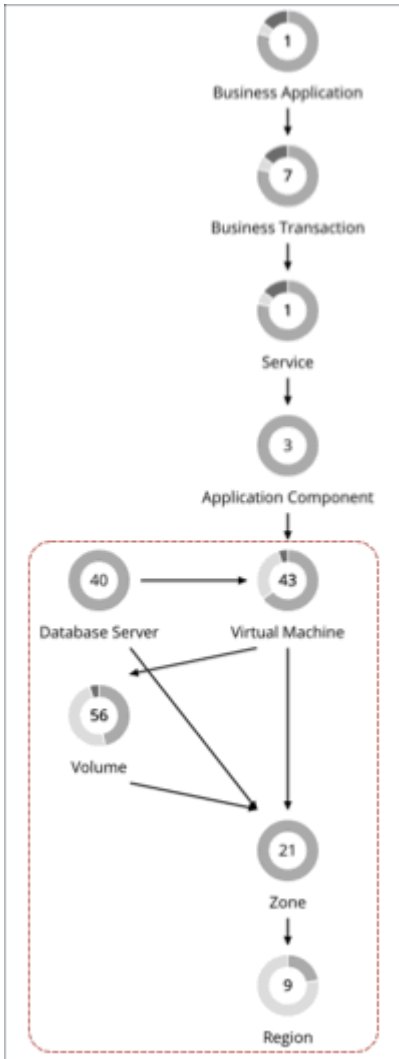 1
Business Application
7
Business Transaction
1
Service
3
Application Component
40
43
Database Server
Virtual Machine
56
Volume
21
Zone
9
Region